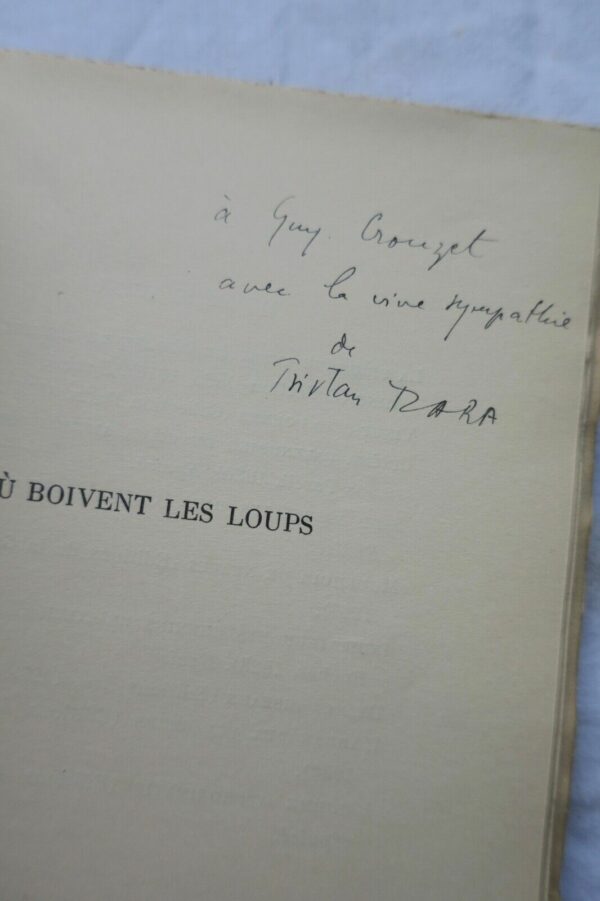 à Guy Crouzet
avec la vive sympathie
de
Tristan TZARA
Ù BOIVENT LES LOUPS